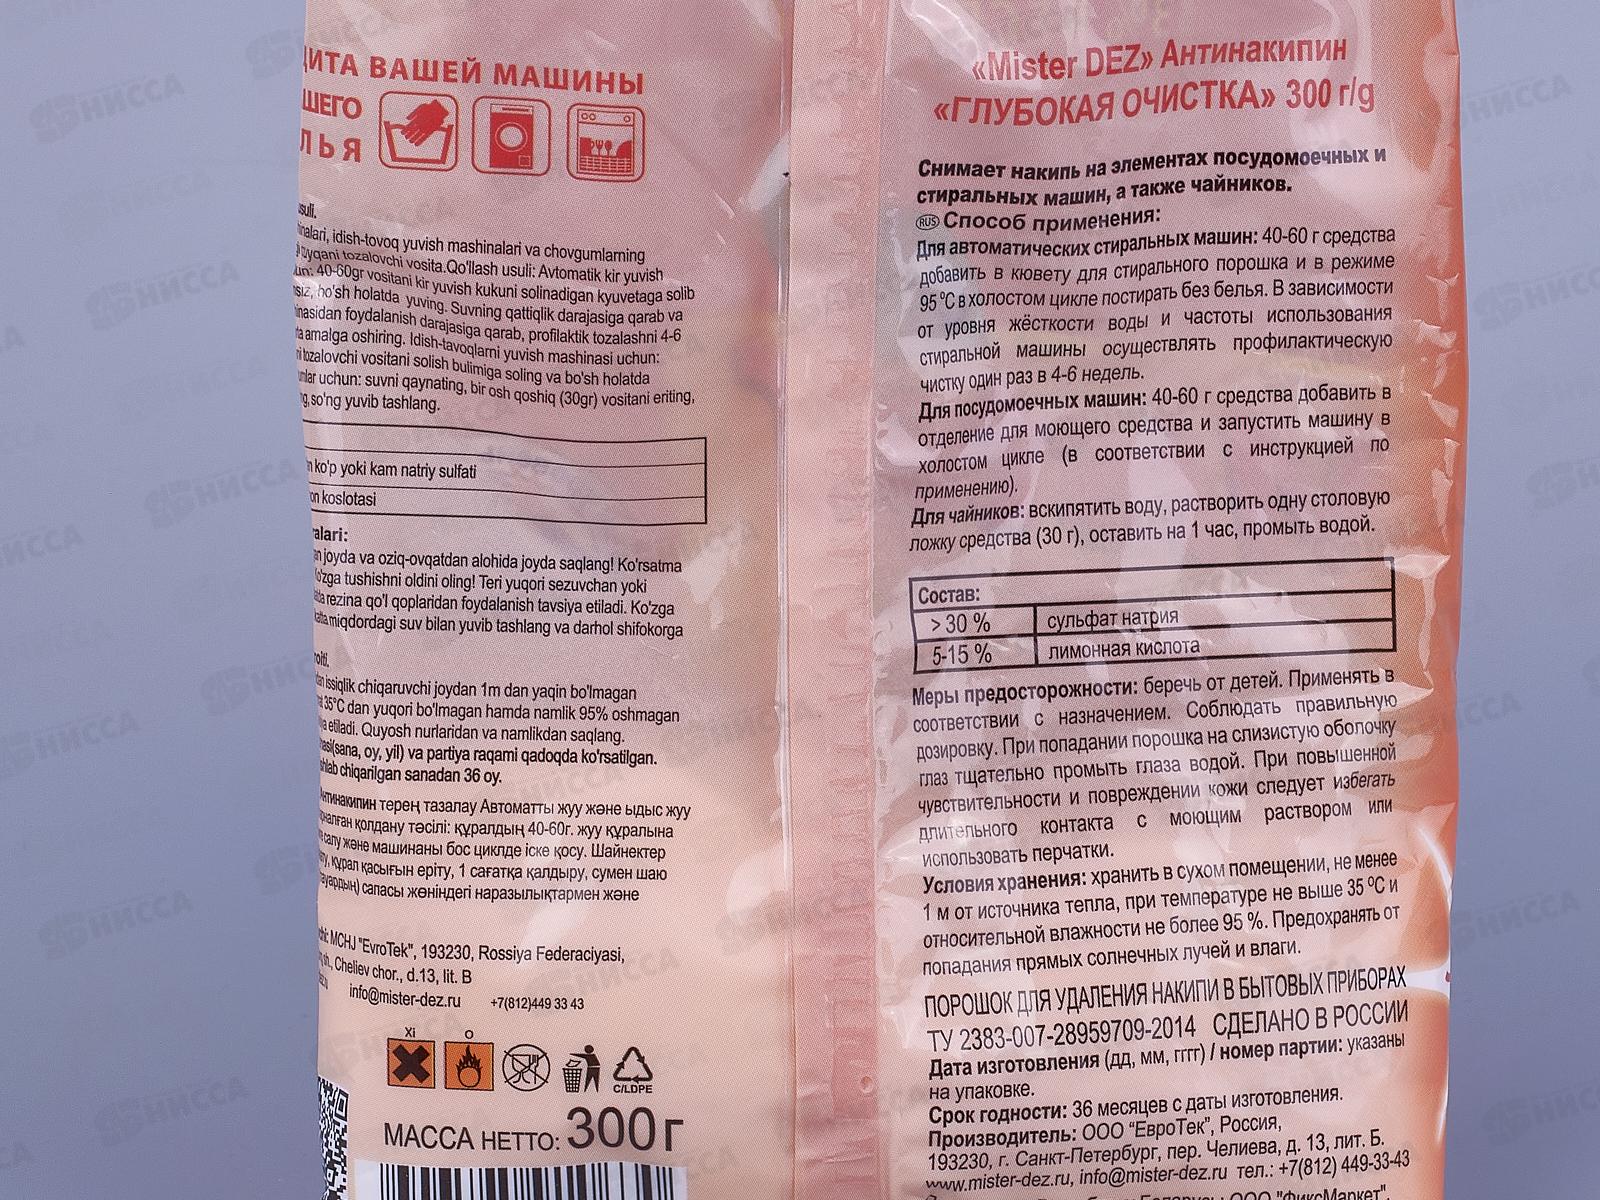 ВАШЕЙ МАШИНЫ
inalari, idish-tovoq yuvish mashinalari va chovgumlarning
tozalovchi vosita.Qo'llash usuli: Avtomatik kir yuvish
40-60gr vositani kir yuvish kukuni solinadigan kyuvetaga solib
bo'sh holatda yuving. Suvning qattiqlik darajasiga qarab va
foydalanish darajasiga qarab, profilaktik tozalashni 4-6
amalga oshiring. Idish-tavoqlarni yuvish mashinasi uchun:
tozalovchi vositani solish bulimiga soling va bo'sh holatda
uchun: suvni qaynating, bir osh qoshiq (30gr) vositani eriting,
so'ng yuvib tashlang.
ko'p yoki kam natriy sulfati
koslotasi
joyda va oziq-ovqatdan alohida joyda saqlang! Ko'rsatma
tushishni oldini oling! Teri yuqori sezuvchan yoki
rezina qo'l qoplaridan foydalanish tavsiya etiladi. Ko'zga
miqdordagi suv bilan yuvib tashlang va darhol shifokorga
issiqlik chiqaruvchi joydan 1m dan yaqin bo'lmagan
35°C dan yuqori bo'lmagan hamda namlik 95% oshmagan
etiladi. Quyosh nurlaridan va namlikdan saqlang.
(sana, oy, yil) va partiya raqami qadoqda ko'rsatilgan.
chiqarilgan sanadan 36 oy.
Антинакипин терең тазалау Автоматты жуу және ыдыс жуу
қолдану тәсілі: құралдың 40-60г. жуу құралына
салу және машинаны бос циклде іске қосу. Шайнектер
құрал қасығын еріту, 1 сағатқа қалдыру, сумен шаю
сапасы жөніндегі наразылықтармен және
MCHJ "EvroTek", 193230, Rossiya Federaciyasi,
Cheliev chor., d.13, lit. B
info@mister-dez.ru +7(812)449 33 43
Xi O
C/LDPE
МАССА НЕТТО: 300 г
«Mister DEZ» Антинакипин
«ГЛУБОКАЯ ОЧИСТКА» 300 г/g
Снимает накипь на элементах посудомоечных и
стиральных машин, а также чайников.
RUS Способ применения:
Для автоматических стиральных машин: 40-60 г средства
добавить в кювету для стирального порошка и в режиме
95 ºС в холостом цикле постирать без белья. В зависимости
от уровня жёсткости воды и частоты использования
стиральной машины осуществлять профилактическую
чистку один раз в 4-6 недель.
Для посудомоечных машин: 40-60 г средства добавить в
отделение для моющего средства и запустить машину в
холостом цикле (в соответствии с инструкцией по
применению).
Для чайников: вскипятить воду, растворить одну столовую
ложку средства (30 г), оставить на 1 час, промыть водой.
Состав:
> 30 % сульфат натрия
5-15 % лимонная кислота
Меры предосторожности: беречь от детей. Применять в
соответствии с назначением. Соблюдать правильную
дозировку. При попадании порошка на слизистую оболочку
глаз тщательно промыть глаза водой. При повышенной
чувствительности и повреждении кожи следует избегать
длительного контакта с моющим раствором или
использовать перчатки.
Условия хранения: хранить в сухом помещении, не менее
1 м от источника тепла, при температуре не выше 35 ºС и
относительной влажности не более 95 %. Предохранять от
попадания прямых солнечных лучей и влаги.
ПОРОШОК ДЛЯ УДАЛЕНИЯ НАКИПИ В БЫТОВЫХ ПРИБОРАХ
ТУ 2383-007-28959709-2014 СДЕЛАНО В РОССИИ
Дата изготовления (дд, мм, гггг) / номер партии: указаны
на упаковке.
Срок годности: 36 месяцев с даты изготовления.
Производитель: ООО "ЕвроТек", Россия,
193230, г. Санкт-Петербург, пер. Челиева, д. 13, лит. Б.
www.mister-dez.ru, info@mister-dez.ru тел.: +7(812) 449-33-43
ООО "ФиксМаркет",
НИССА